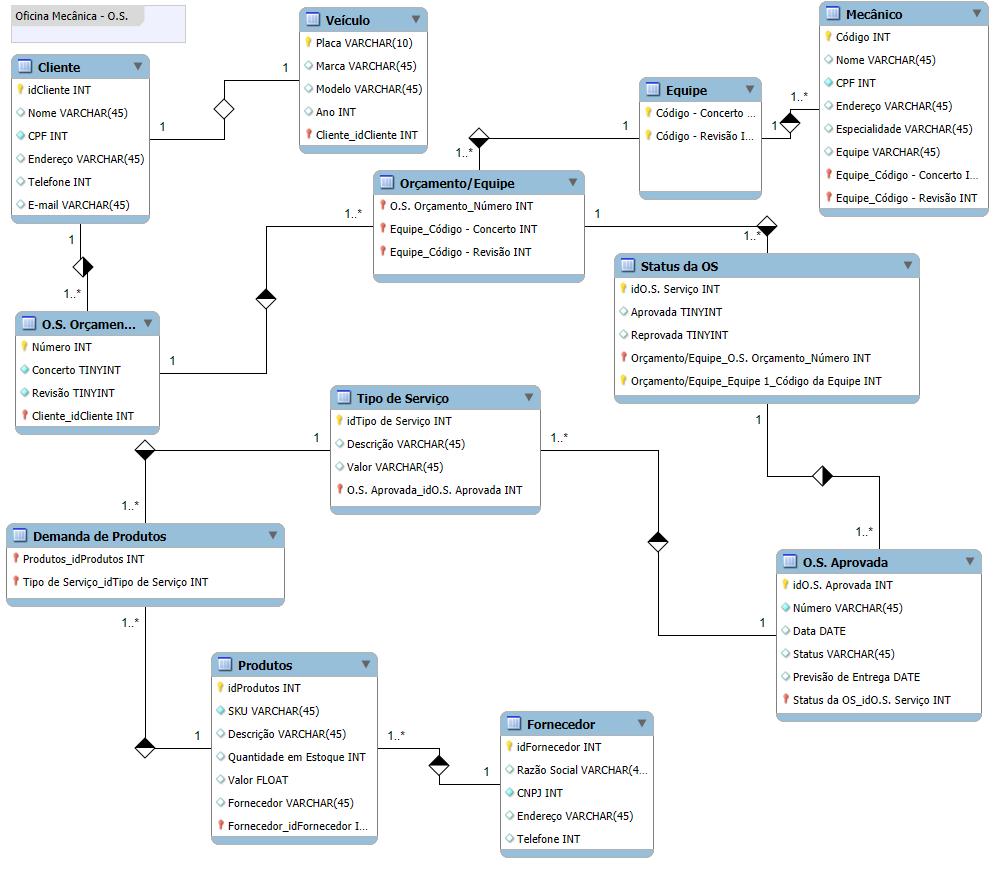 Oficina Mecânica - O.S.
Cliente
idCliente INT
Nome VARCHAR(45)
CPF INT
Endereço VARCHAR(45)
Telefone INT
E-mail VARCHAR(45)
1
1
Veículo
Placa VARCHAR(10)
Marca VARCHAR(45)
Modelo VARCHAR(45)
Ano INT
Cliente_idCliente INT
Mecânico
Código INT
Nome VARCHAR(45)
CPF INT
Endereço VARCHAR(45)
Especialidade VARCHAR(45)
Equipe VARCHAR(45)
Equipe_Código - Concerto I...
Equipe_Código - Revisão INT
1..*
1
Equipe
Código - Concerto ...
Código - Revisão I...
1
1..*
Orçamento/Equipe
O.S. Orçamento_Número INT
Equipe_Código - Concerto INT
Equipe_Código - Revisão INT
1..*
1
1..*
Status da OS
idO.S. Serviço INT
Aprovada TINYINT
Reprovada TINYINT
Orçamento/Equipe_O.S. Orçamento_Número INT
Orçamento/Equipe_Equipe 1_Código da Equipe INT
1
1..*
O.S. Orçamen...
Número INT
Concerto TINYINT
Revisão TINYINT
Cliente_idCliente INT
1
Tipo de Serviço
idTipo de Serviço INT
Descrição VARCHAR(45)
Valor VARCHAR(45)
O.S. Aprovada_idO.S. Aprovada INT
1
1..*
1
1..*
1..*
Demanda de Produtos
Produtos_idProdutos INT
Tipo de Serviço_idTipo de Serviço INT
1..*
O.S. Aprovada
idO.S. Aprovada INT
Número VARCHAR(45)
Data DATE
Status VARCHAR(45)
Previsão de Entrega DATE
Status da OS_idO.S. Serviço INT
1
Produtos
idProdutos INT
SKU VARCHAR(45)
Descrição VARCHAR(45)
Quantidade em Estoque INT
Valor FLOAT
Fornecedor VARCHAR(45)
Fornecedor_idFornecedor I...
1
1..*
1
Fornecedor
idFornecedor INT
Razão Social VARCHAR(4...
CNPJ INT
Endereço VARCHAR(45)
Telefone INT